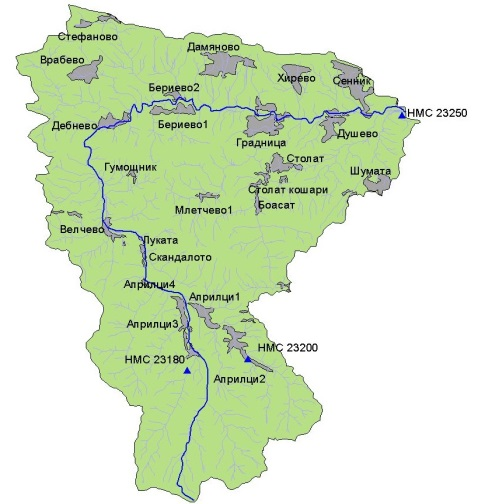 Стефаново
Врабево
Дамяново
Хирево
Сенник
Бериево2
НМС 23250
Дебнево
Бериево1
Градница
Душево
Столат
Гумощник
Шумата
Столат кошари
Млетчево1
Боасат
Велчево
Луката
Скандалото
Априлци4
Априлци1
Априлци3
НМС 23180
НМС 23200
Априлци2